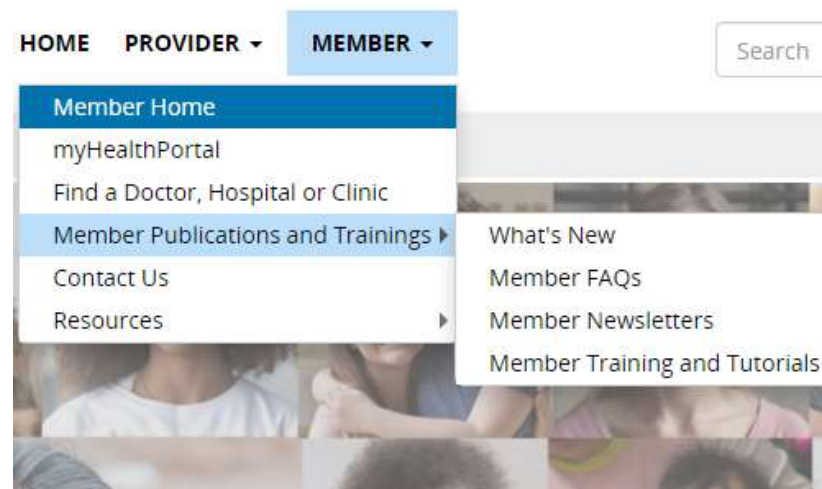 HOME PROVIDER MEMBER Search
Member Home
myHealthPortal
Find a Doctor, Hospital or Clinic
Member Publications and Trainings
Contact Us
Resources
What's New
Member FAQs
Member Newsletters
Member Training and Tutorials